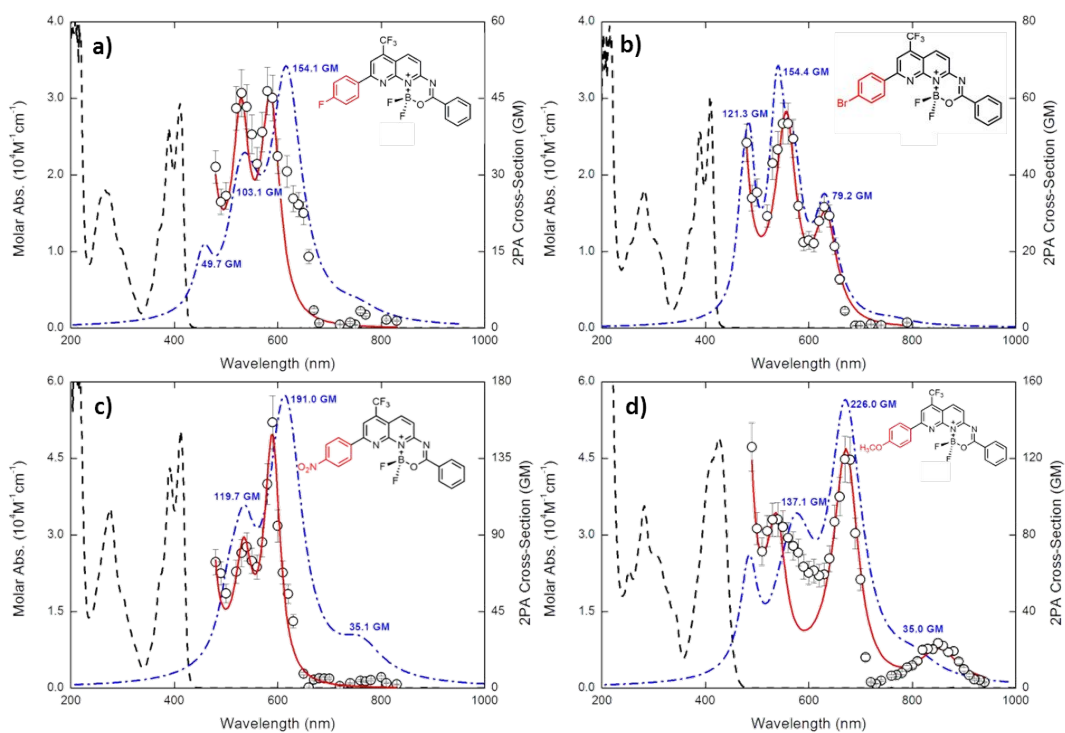 a)
4.0
3.0
2.0
1.0
0.0
Molar Abs. (10⁴M⁻¹cm⁻¹)
60
45
30
15
0
2PA Cross-Section (GM)
200 400 600 800 1000
Wavelength (nm)
154.1 GM
103.1 GM
49.7 GM
CF₃
F
N
N
N
+
B
O
F
F
b)
4.0
3.0
2.0
1.0
0.0
Molar Abs. (10⁴M⁻¹cm⁻¹)
80
60
40
20
0
2PA Cross-Section (GM)
200 400 600 800 1000
Wavelength (nm)
154.4 GM
121.3 GM
79.2 GM
CF₃
Br
N
N
N
+
B
O
F
F
c)
6.0
4.5
3.0
1.5
0.0
Molar Abs. (10⁴M⁻¹cm⁻¹)
180
135
90
45
0
2PA Cross-Section (GM)
200 400 600 800 1000
Wavelength (nm)
191.0 GM
119.7 GM
35.1 GM
CF₃
O₂N
N
N
N
+
B
O
F
F
d)
6.0
4.5
3.0
1.5
0.0
Molar Abs. (10⁴M⁻¹cm⁻¹)
160
120
80
40
0
2PA Cross-Section (GM)
200 400 600 800 1000
Wavelength (nm)
226.0 GM
137.1 GM
35.0 GM
CF₃
H₃CO
N
N
N
+
B
O
F
F